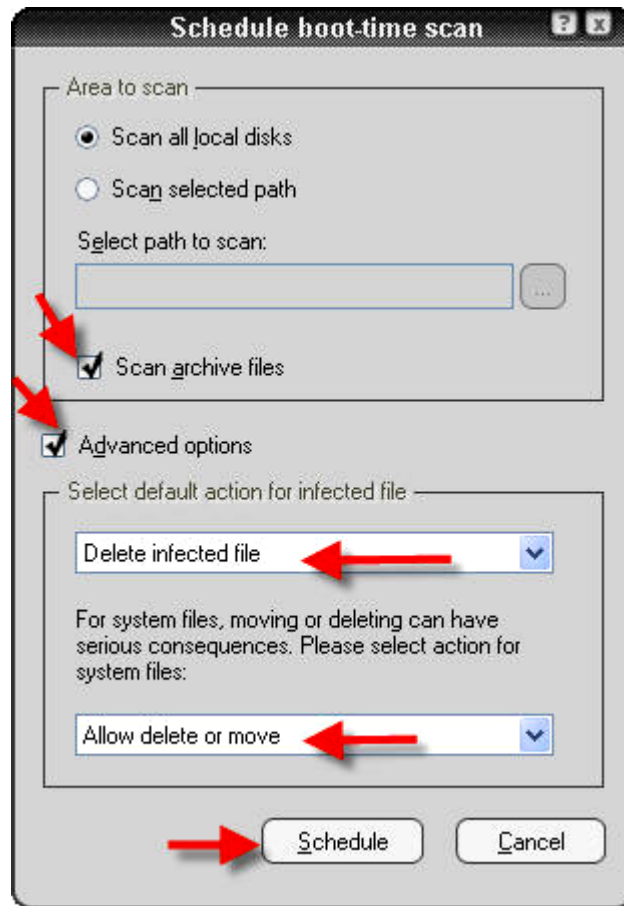 Schedule boot-time scan
Area to scan
Scan all local disks
Scan selected path
Select path to scan:
...
Scan archive files
Advanced options
Select default action for infected file
Delete infected file
For system files, moving or deleting can have
serious consequences. Please select action for
system files:
Allow delete or move
Schedule
Cancel